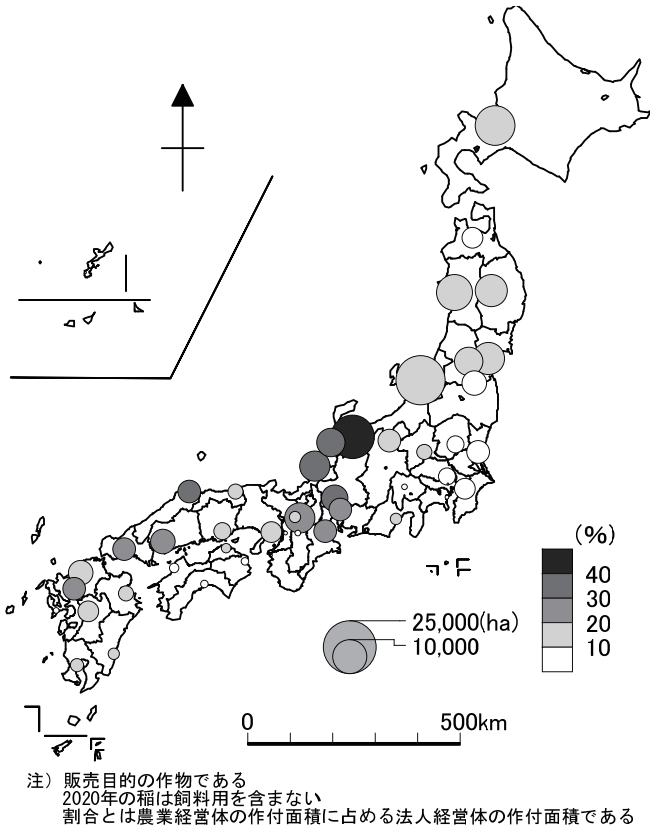 (%)
40
30
20
10
25,000(ha)
10,000
0 500km
注）販売目的の作物である
2020年の稲は飼料用を含まない
割合とは農業経営体の作付面積に占める法人経営体の作付面積である